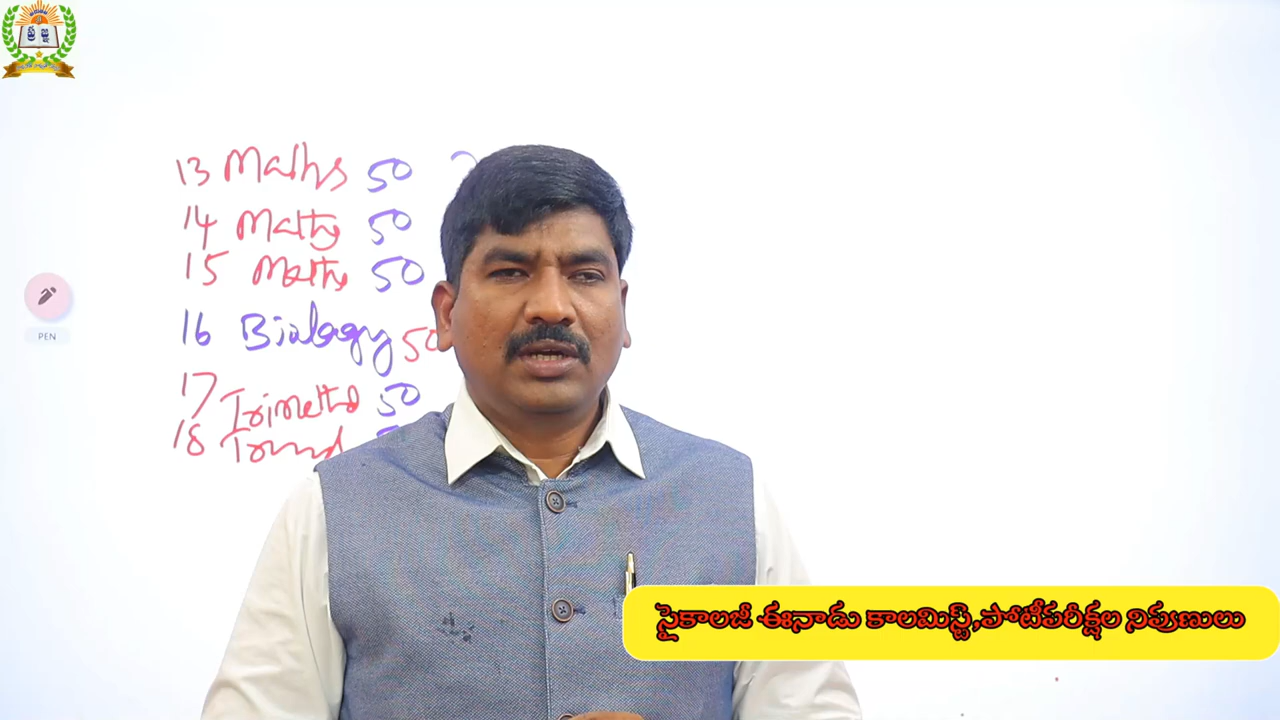 13 Maths 50
14 Maths 50
15 Maths 50
16 Biology 50
17 50
18
PEN
సైకాలజీ ఈనాడు కాలమిస్ట్,పోటీపరీక్షల నిపుణులు